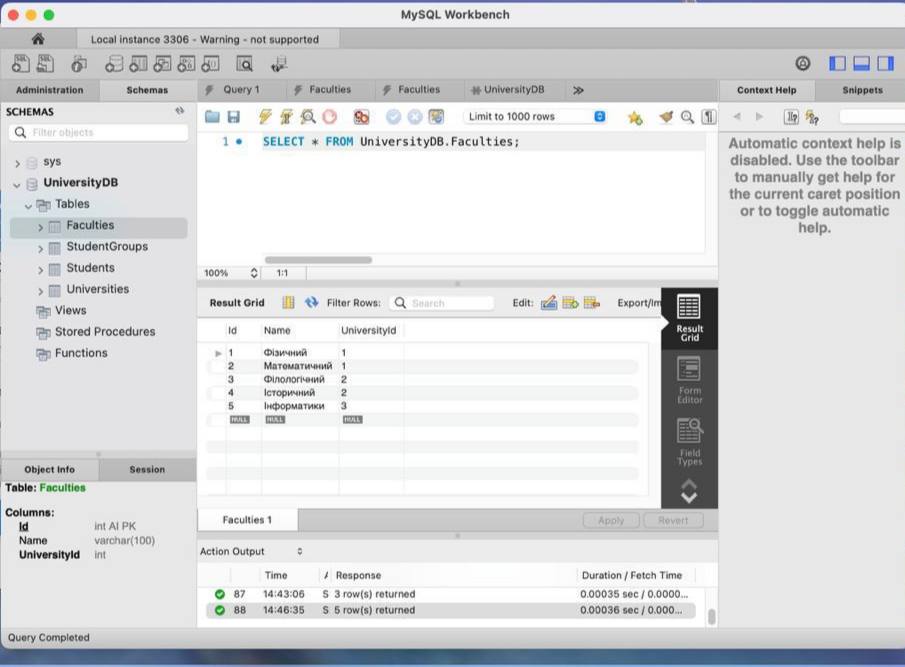 MySQL Workbench
Local instance 3306 - Warning - not supported
Administration Schemas Query 1 Faculties Faculties UniversityDB Context Help Snippets
SCHEMAS
Filter objects
Limit to 1000 rows
sys
UniversityDB
Tables
Faculties
StudentGroups
Students
Universities
Views
Stored Procedures
Functions
1 SELECT * FROM UniversityDB.Faculties;
Automatic context help is
disabled. Use the toolbar
to manually get help for
the current caret position
or to toggle automatic
help.
100% 1:1
Result Grid Filter Rows: Search Edit: Export/Im
Id Name UniversityId
1 Фізичний 1
2 Математичний 1
3 Філологічний 2
4 Історичний 2
5 Інформатики 3
NULL NULL NULL
Result
Grid
Form
Editor
Field
Types
Object Info Session
Table: Faculties
Columns:
Id int AI PK
Name varchar(100)
UniversityId int
Faculties 1 Apply Revert
Action Output
Time / Response Duration / Fetch Time
87 14:43:06 S 3 row(s) returned 0.00035 sec / 0.0000...
88 14:46:35 S 5 row(s) returned 0.00036 sec / 0.000...
Query Completed